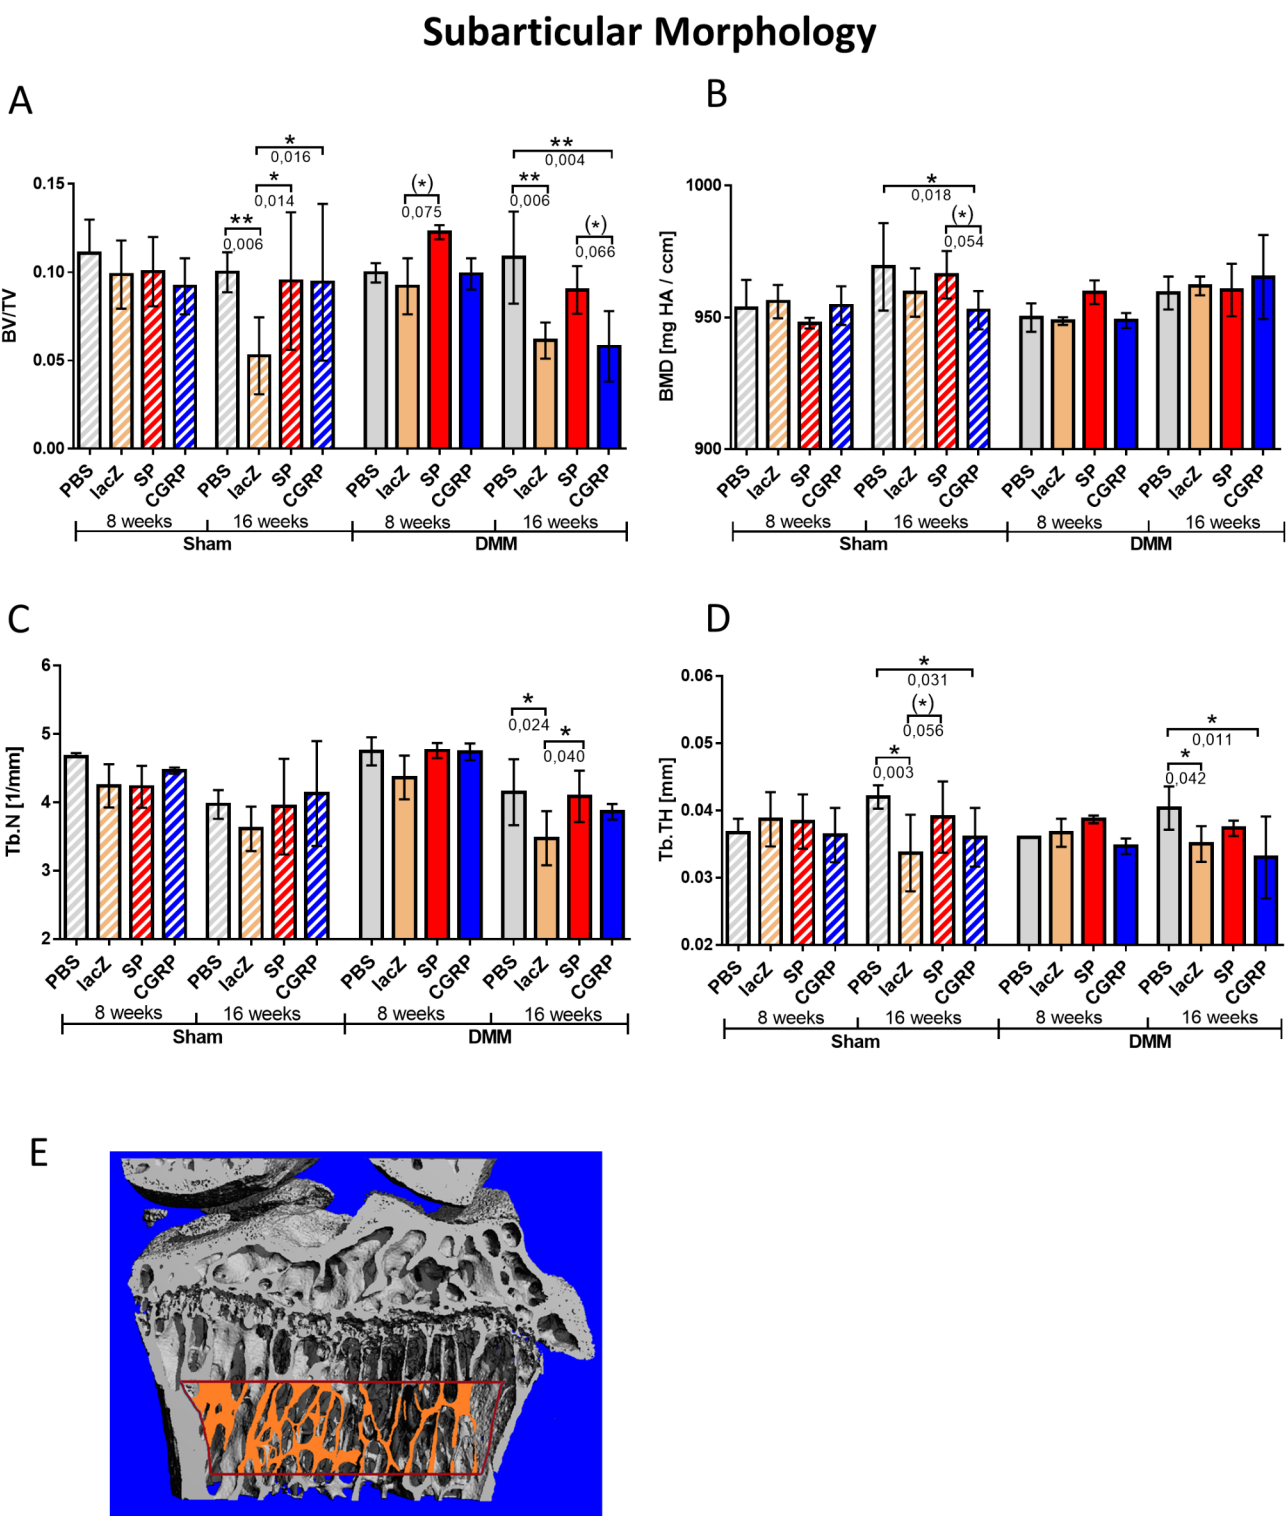 Subarticular Morphology
A
BV/TV
0.15
0.10
0.05
0.00
*
0,016
*
0,014
**
0,006
(*)
0,075
**
0,004
**
0,006
(*)
0,066
PBS lacZ SP CGRP PBS lacZ SP CGRP PBS lacZ SP CGRP PBS lacZ SP CGRP
8 weeks 16 weeks 8 weeks 16 weeks
Sham DMM
B
BMD [mg HA / ccm]
1000
950
900
*
0,018
(*)
0,054
PBS lacZ SP CGRP PBS lacZ SP CGRP PBS lacZ SP CGRP PBS lacZ SP CGRP
8 weeks 16 weeks 8 weeks 16 weeks
Sham DMM
C
Tb.N [1/mm]
6
5
4
3
2
*
0,024
*
0,040
PBS lacZ SP CGRP PBS lacZ SP CGRP PBS lacZ SP CGRP PBS lacZ SP CGRP
8 weeks 16 weeks 8 weeks 16 weeks
Sham DMM
D
Tb.TH [mm]
0.06
0.05
0.04
0.03
0.02
*
0,031
(*)
0,056
*
0,003
*
0,011
*
0,042
PBS lacZ SP CGRP PBS lacZ SP CGRP PBS lacZ SP CGRP PBS lacZ SP CGRP
8 weeks 16 weeks 8 weeks 16 weeks
Sham DMM
E